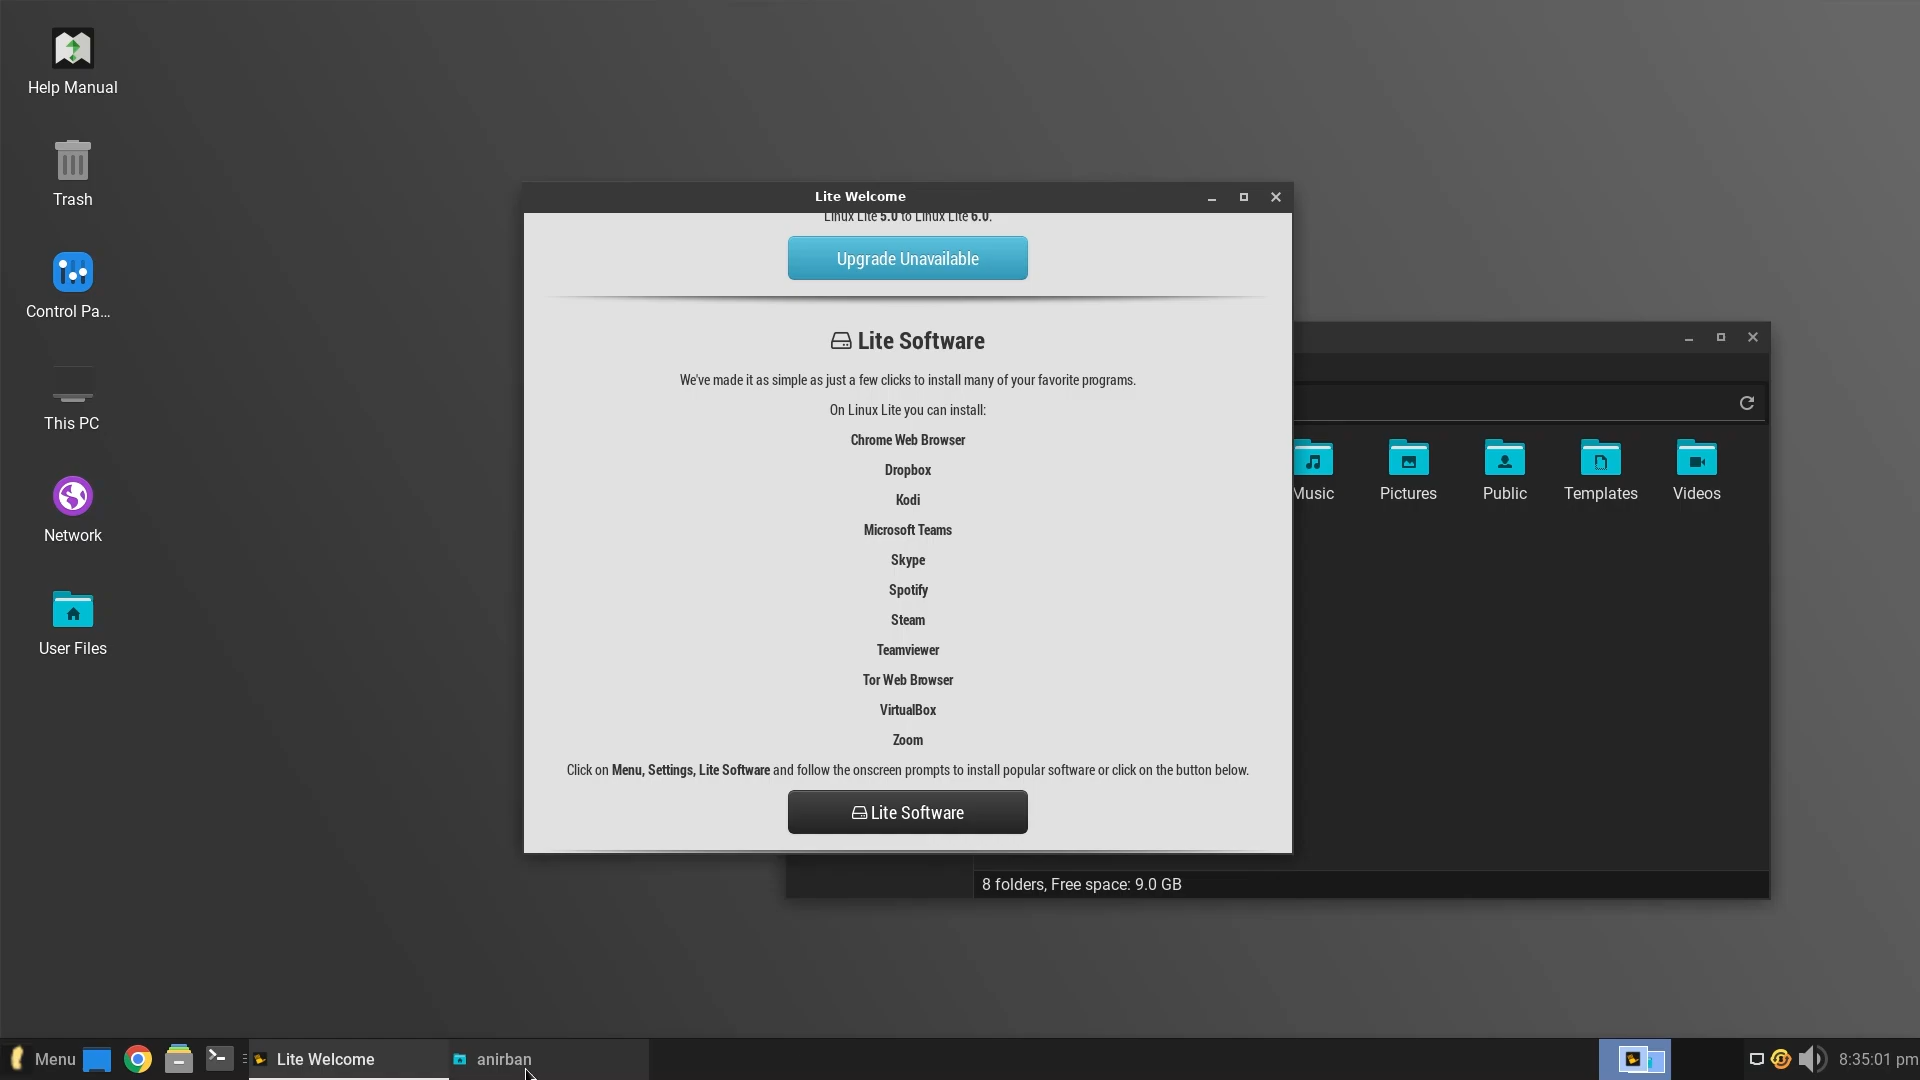 Help Manual
Trash
Control Pa...
This PC
Network
User Files
Lite Welcome
Linux Lite 5.0 to Linux Lite 6.0.
Upgrade Unavailable
Lite Software
We've made it as simple as just a few clicks to install many of your favorite programs.
On Linux Lite you can install:
Chrome Web Browser
Dropbox
Kodi
Microsoft Teams
Skype
Spotify
Steam
Teamviewer
Tor Web Browser
VirtualBox
Zoom
Click on Menu, Settings, Lite Software and follow the onscreen prompts to install popular software or click on the button below.
Lite Software
Music
Pictures
Public
Templates
Videos
8 folders, Free space: 9.0 GB
Menu
Lite Welcome
anirban
8:35:01 pm